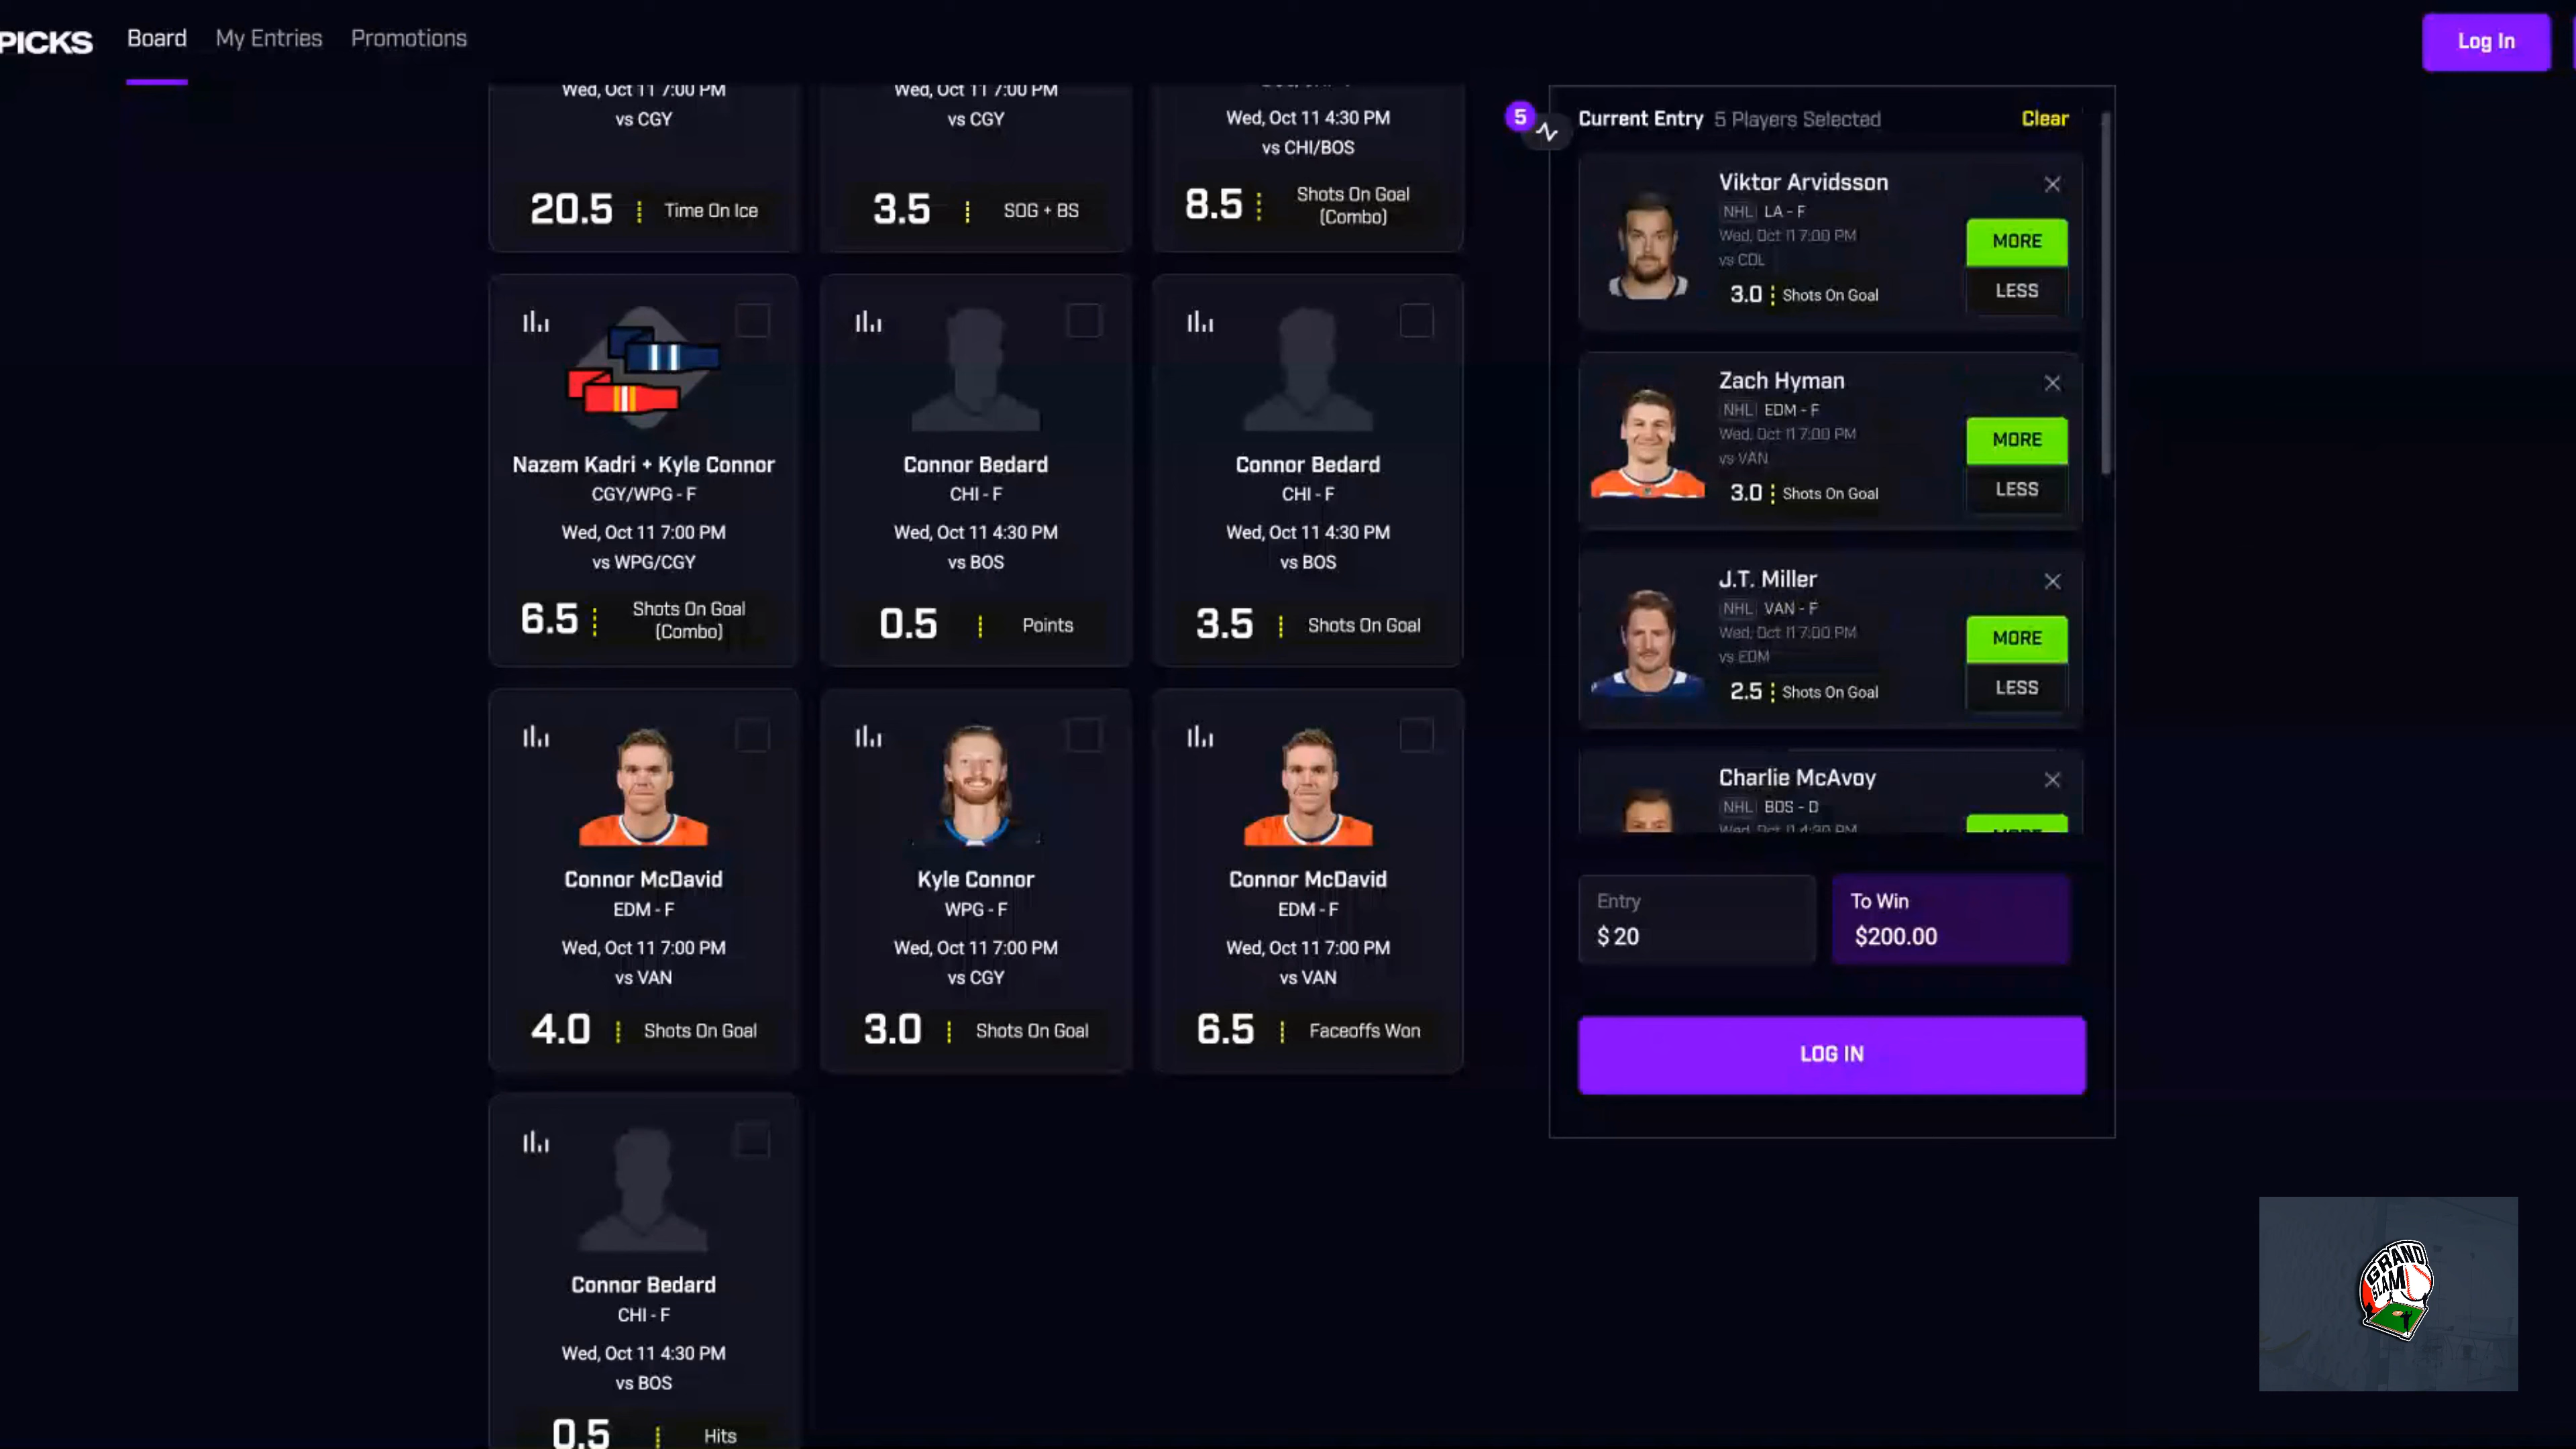 PICKS
Board
My Entries
Promotions
Log In
Wed, Oct 11 7:00 PM
vs CGY
20.5
Time On Ice
Wed, Oct 11 7:00 PM
vs CGY
3.5
SOG + BS
Wed, Oct 11 4:30 PM
vs CHI/BOS
8.5
Shots On Goal
(Combo)
Nazem Kadri + Kyle Connor
CGY/WPG - F
Wed, Oct 11 7:00 PM
vs WPG/CGY
6.5
Shots On Goal
(Combo)
Connor Bedard
CHI - F
Wed, Oct 11 4:30 PM
vs BOS
0.5
Points
Connor Bedard
CHI - F
Wed, Oct 11 4:30 PM
vs BOS
3.5
Shots On Goal
Connor McDavid
EDM - F
Wed, Oct 11 7:00 PM
vs VAN
4.0
Shots On Goal
Kyle Connor
WPG - F
Wed, Oct 11 7:00 PM
vs CGY
3.0
Shots On Goal
Connor McDavid
EDM - F
Wed, Oct 11 7:00 PM
vs VAN
6.5
Faceoffs Won
Connor Bedard
CHI - F
Wed, Oct 11 4:30 PM
vs BOS
0.5
Hits
5
Current Entry 5 Players Selected
Clear
Viktor Arvidsson
NHL LA - F
Wed, Oct 11 7:00 PM
vs COL
3.0 Shots On Goal
MORE
LESS
Zach Hyman
NHL EDM - F
Wed, Oct 11 7:00 PM
vs VAN
3.0 Shots On Goal
MORE
LESS
J.T. Miller
NHL VAN - F
Wed, Oct 11 7:00 PM
vs EDM
2.5 Shots On Goal
MORE
LESS
Charlie McAvoy
NHL BOS - D
Wed, Oct 11 4:30 PM
MORE
Entry
$ 20
To Win
$200.00
LOG IN
GRAND
SLAM